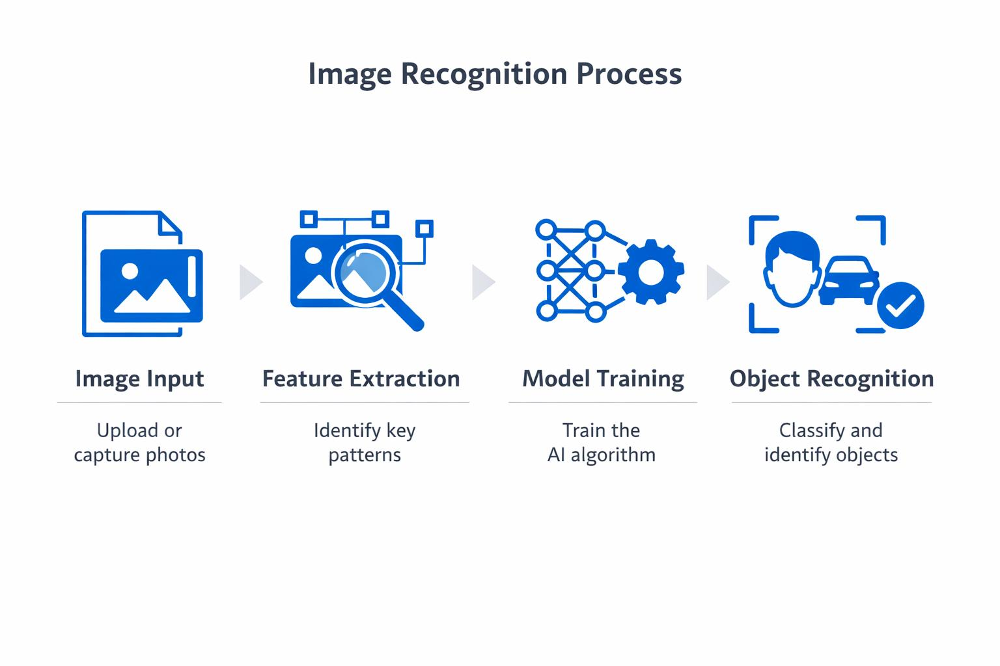 Image Recognition Process
Image Input
Upload or
capture photos
Feature Extraction
Identify key
patterns
Model Training
Train the
AI algorithm
Object Recognition
Classify and
identify objects